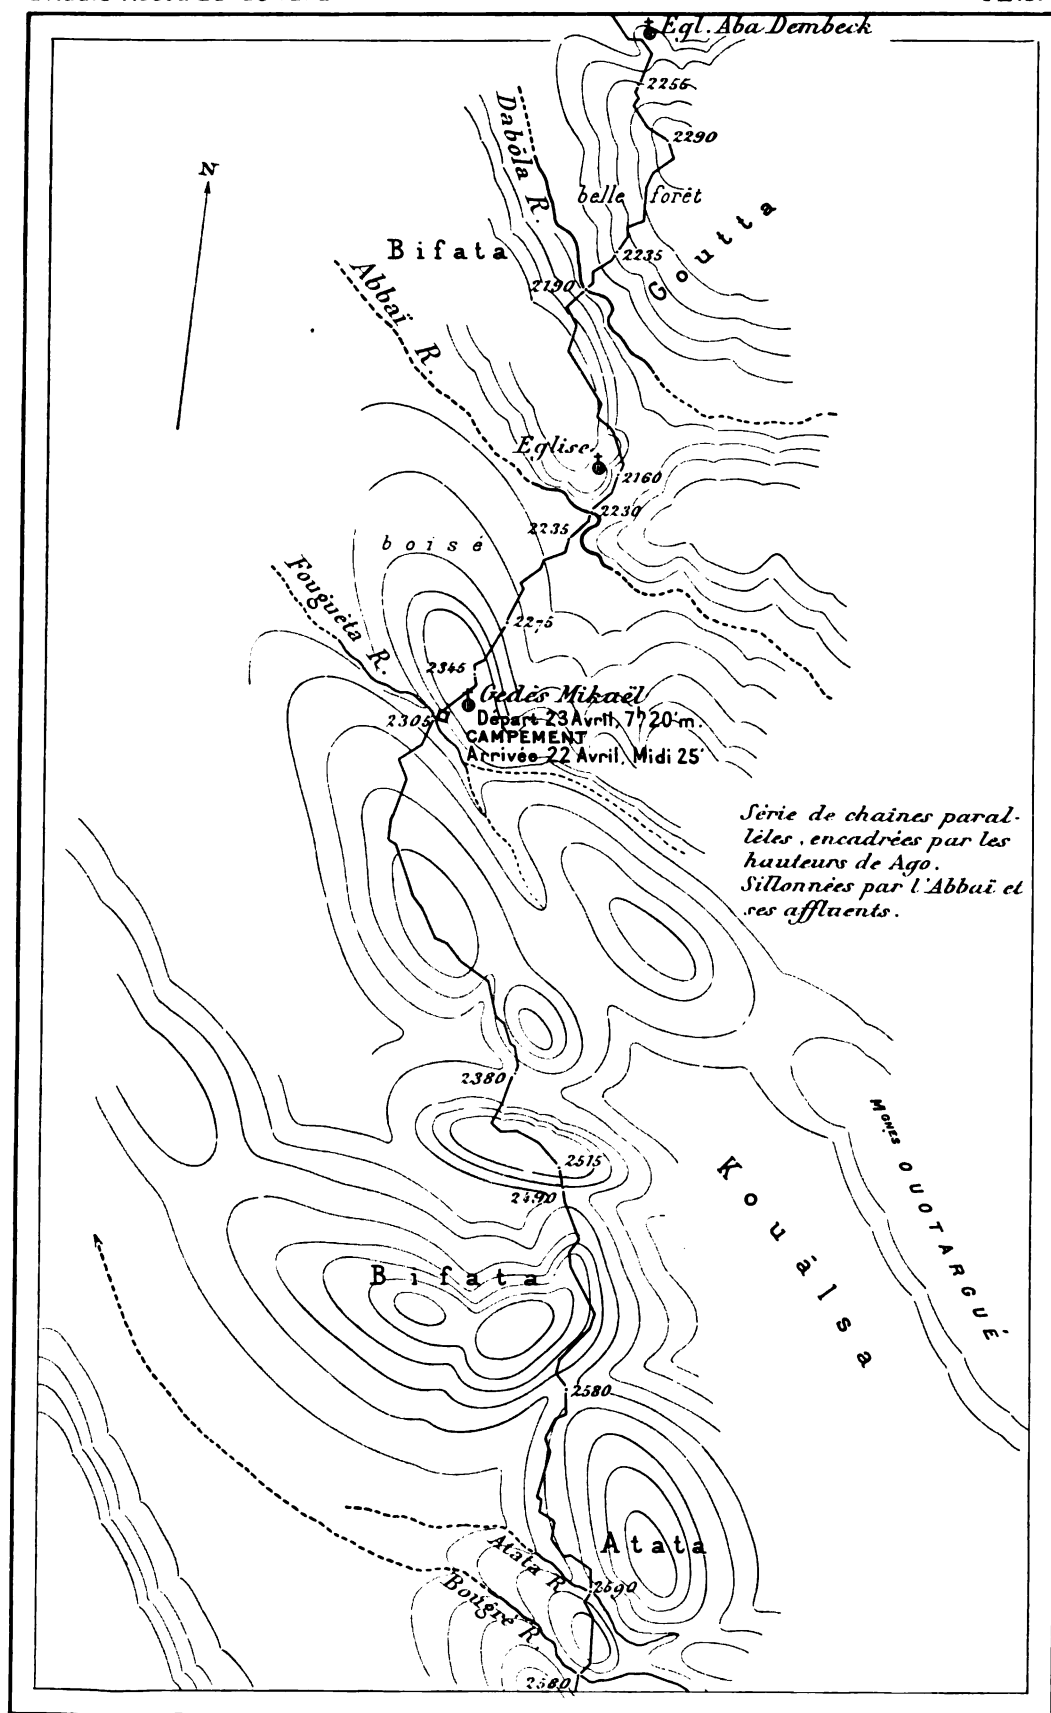 Egl. Aba Dembeck
2256
2290
Dabóla R.
belle forêt
Goutta
N
Bifata
2235
2190
Abbaï R.
Eglise
2160
2230
2235
boisé
Fougueta R.
2275
2345
Gedès Mikaël
2305
Départ 23 Avril, 7h 20m.
CAMPEMENT
Arrivée 22 Avril, Midi 25'
Série de chaînes paral-
lèles, encadrées par les
hauteurs de Ago.
Sillonnées par l'Abbaï et
ses affluents.
2380
Mgnes OUOTARGUÉ
2515
Kouálsa
2490
Bifata
2580
Atata
Atata R.
2590
Bougré R.
2580